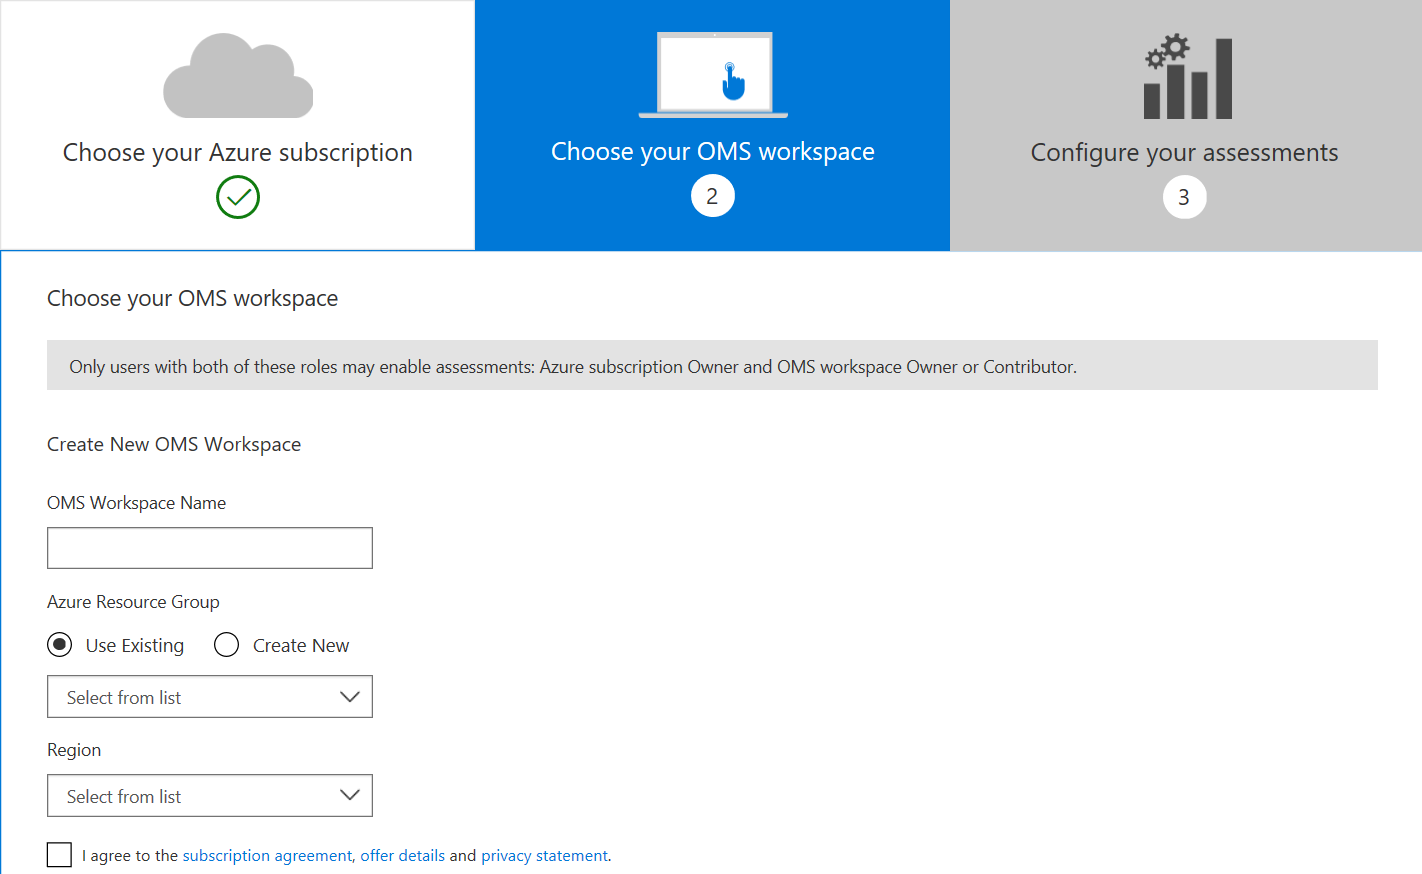 Choose your Azure subscription
Choose your OMS workspace
2
Configure your assessments
3
Choose your OMS workspace
Only users with both of these roles may enable assessments: Azure subscription Owner and OMS workspace Owner or Contributor.
Create New OMS Workspace
OMS Workspace Name
Azure Resource Group
Use Existing
Create New
Select from list
Region
Select from list
I agree to the subscription agreement, offer details and privacy statement.